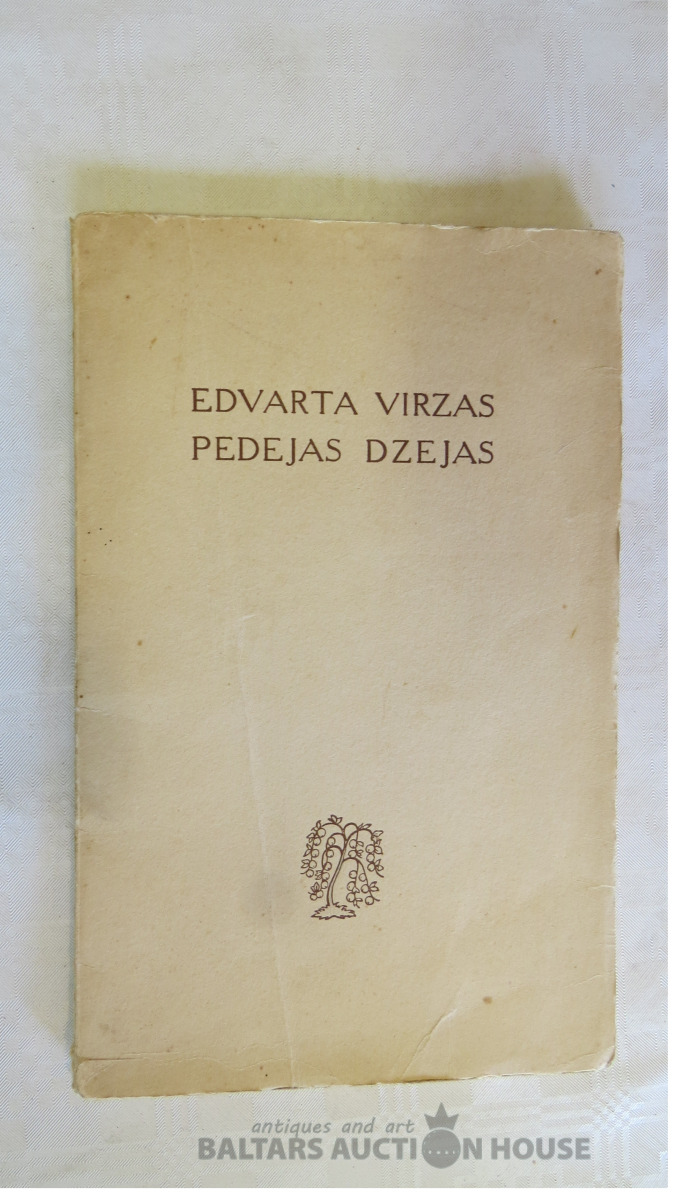 EDVARTA VIRZAS
PEDEJAS DZEJAS
antiques and art
BALTARS AUCTION HOUSE